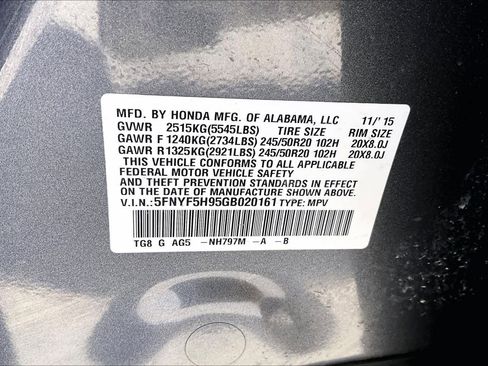 MFD. BY HONDA MFG. OF ALABAMA, LLC 11/'15
GVWR 2515KG(5545LBS) TIRE SIZE RIM SIZE
GAWR F 1240KG(2734LBS) 245/50R20 102H 20X8.0J
GAWR R 1325KG(2921LBS) 245/50R20 102H 20X8.0J
THIS VEHICLE CONFORMS TO ALL APPLICABLE
FEDERAL MOTOR VEHICLE SAFETY STANDARDS IN
EFFECT ON THE DATE OF MANUFACTURE SHOWN ABOVE.
V.I.N.:5FNYF5H95GB020161 TYPE: MPV
TG8 G AG5 -NH797M -A -B